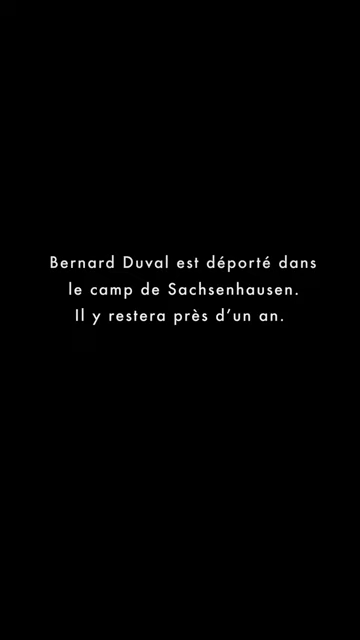 Bernard Duval est déporté dans
le camp de Sachsenhausen.
Il y restera près d’un an.